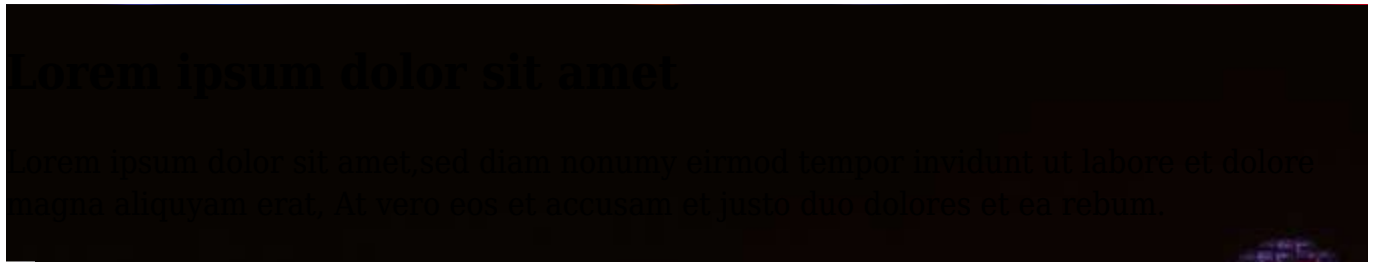 Lorem ipsum dolor sit amet
Lorem ipsum dolor sit amet,sed diam nonumy eirmod tempor invidunt ut labore et dolore
magna aliquyam erat, At vero eos et accusam et justo duo dolores et ea rebum.